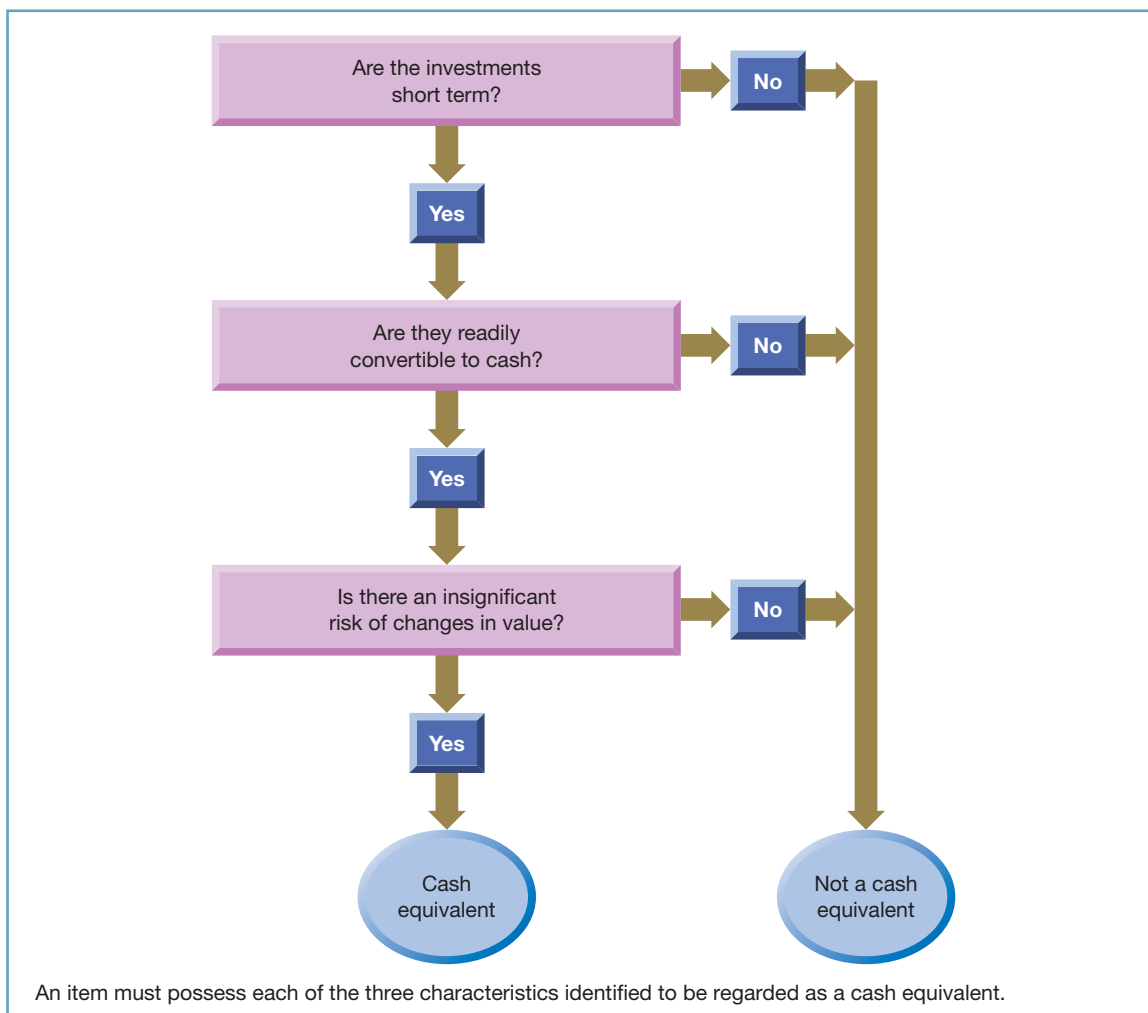 Are the investments
short term?
No
Yes
Are they readily
convertible to cash?
No
Yes
Is there an insignificant
risk of changes in value?
No
Yes
Cash
equivalent
Not a cash
equivalent
An item must possess each of the three characteristics identified to be regarded as a cash equivalent.